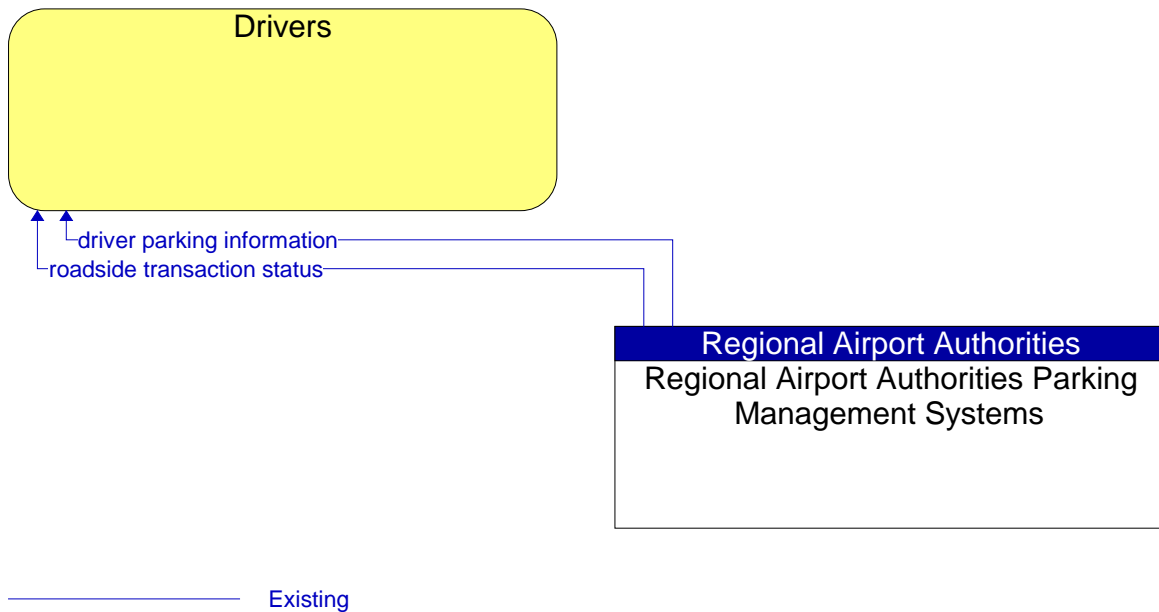 Drivers
driver parking information
roadside transaction status
Regional Airport Authorities
Regional Airport Authorities Parking
Management Systems
Existing